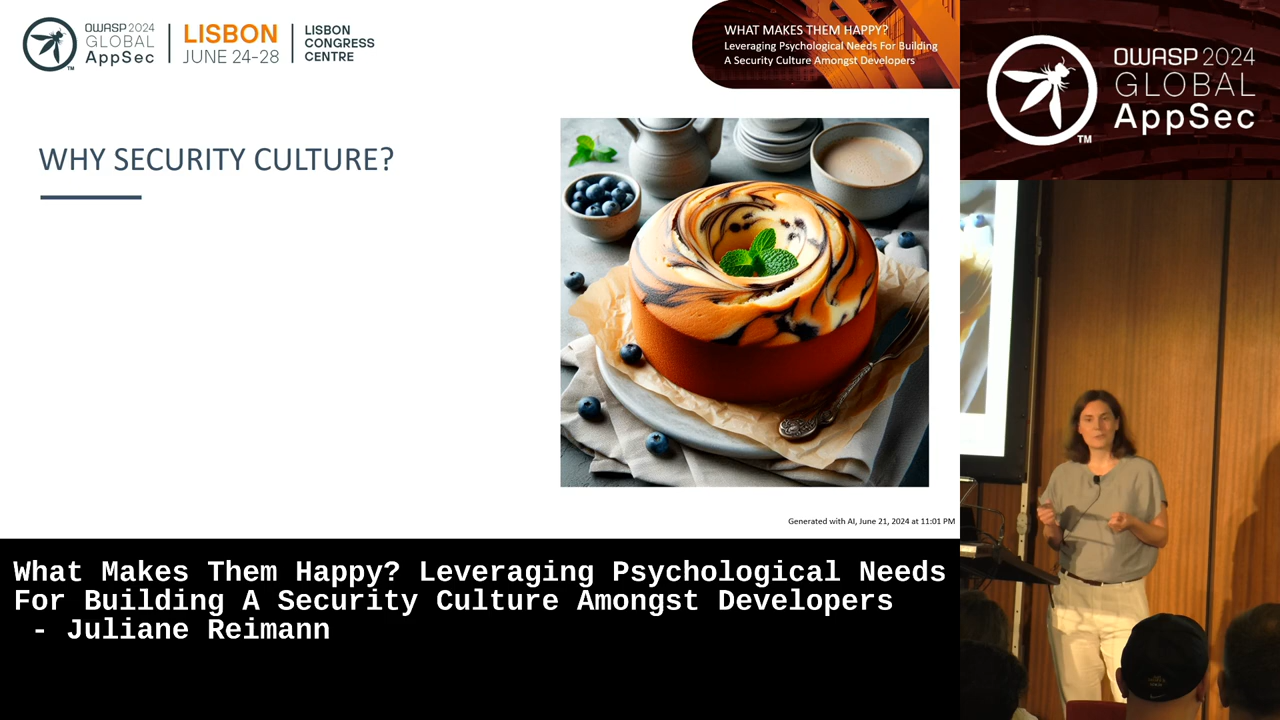 OWASP 2024
GLOBAL
AppSec
TM
LISBON
JUNE 24-28
LISBON
CONGRESS
CENTRE
WHAT MAKES THEM HAPPY?
Leveraging Psychological Needs For Building
A Security Culture Amongst Developers
OWASP 2024
GLOBAL
AppSec
TM
WHY SECURITY CULTURE?
Generated with AI, June 21, 2024 at 11:01 PM
What Makes Them Happy? Leveraging Psychological Needs
For Building A Security Culture Amongst Developers
- Juliane Reimann